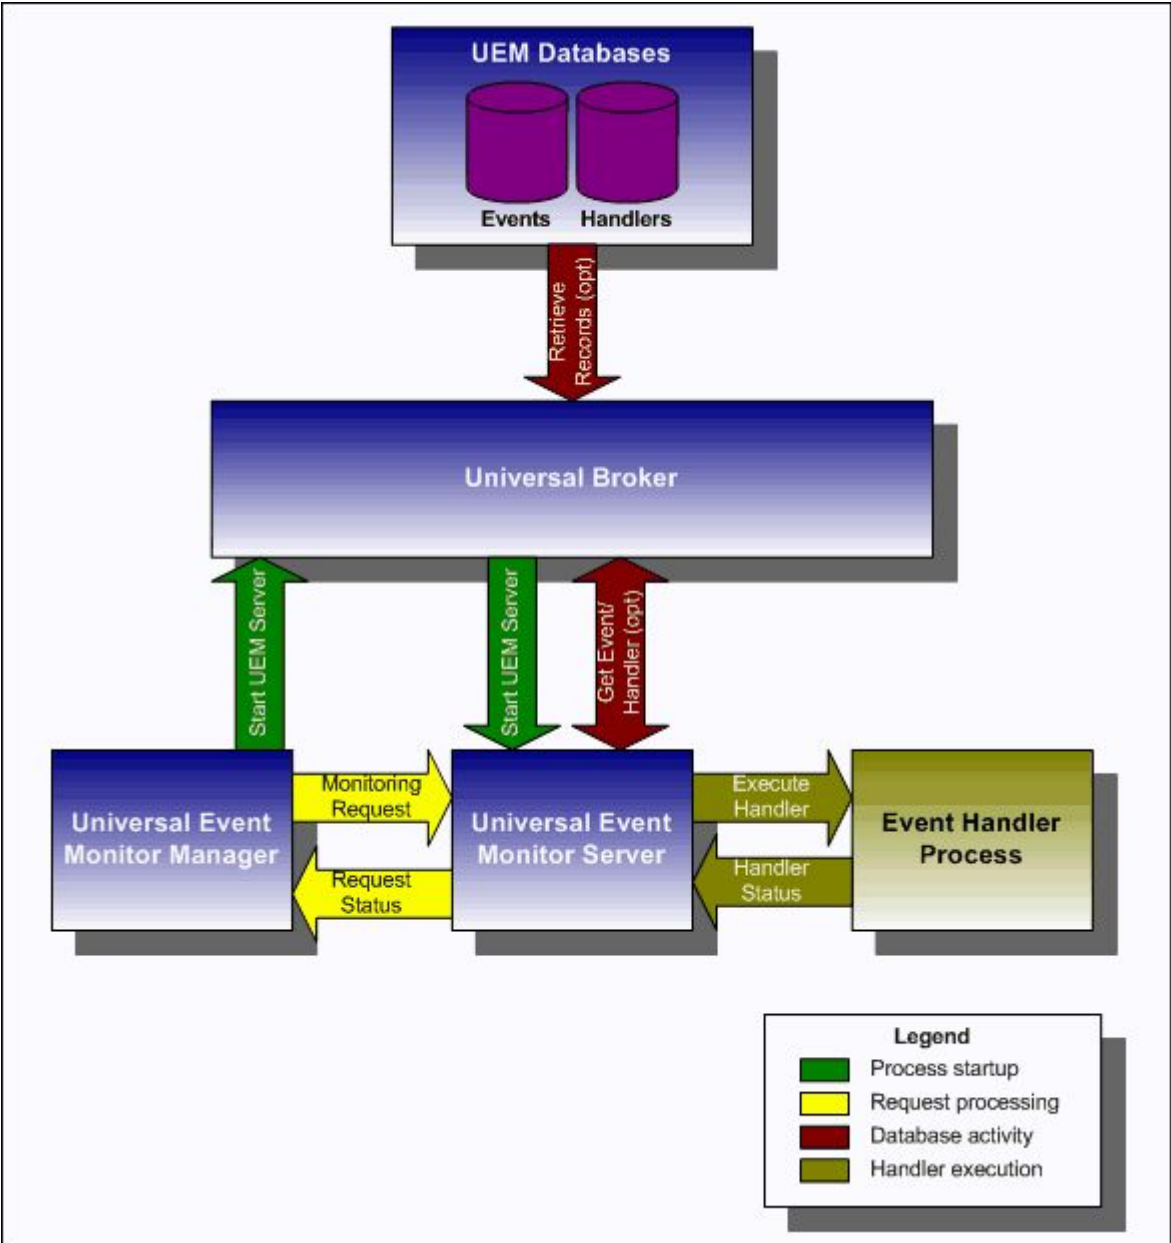 UEM Databases
Events
Handlers
Retrieve
Records (opt)
Universal Broker
Start UEM Server
Start UEM Server
Get Event/
Handler (opt)
Universal Event
Monitor Manager
Monitoring
Request
Request
Status
Universal Event
Monitor Server
Execute
Handler
Handler
Status
Event Handler
Process
Legend
Process startup
Request processing
Database activity
Handler execution